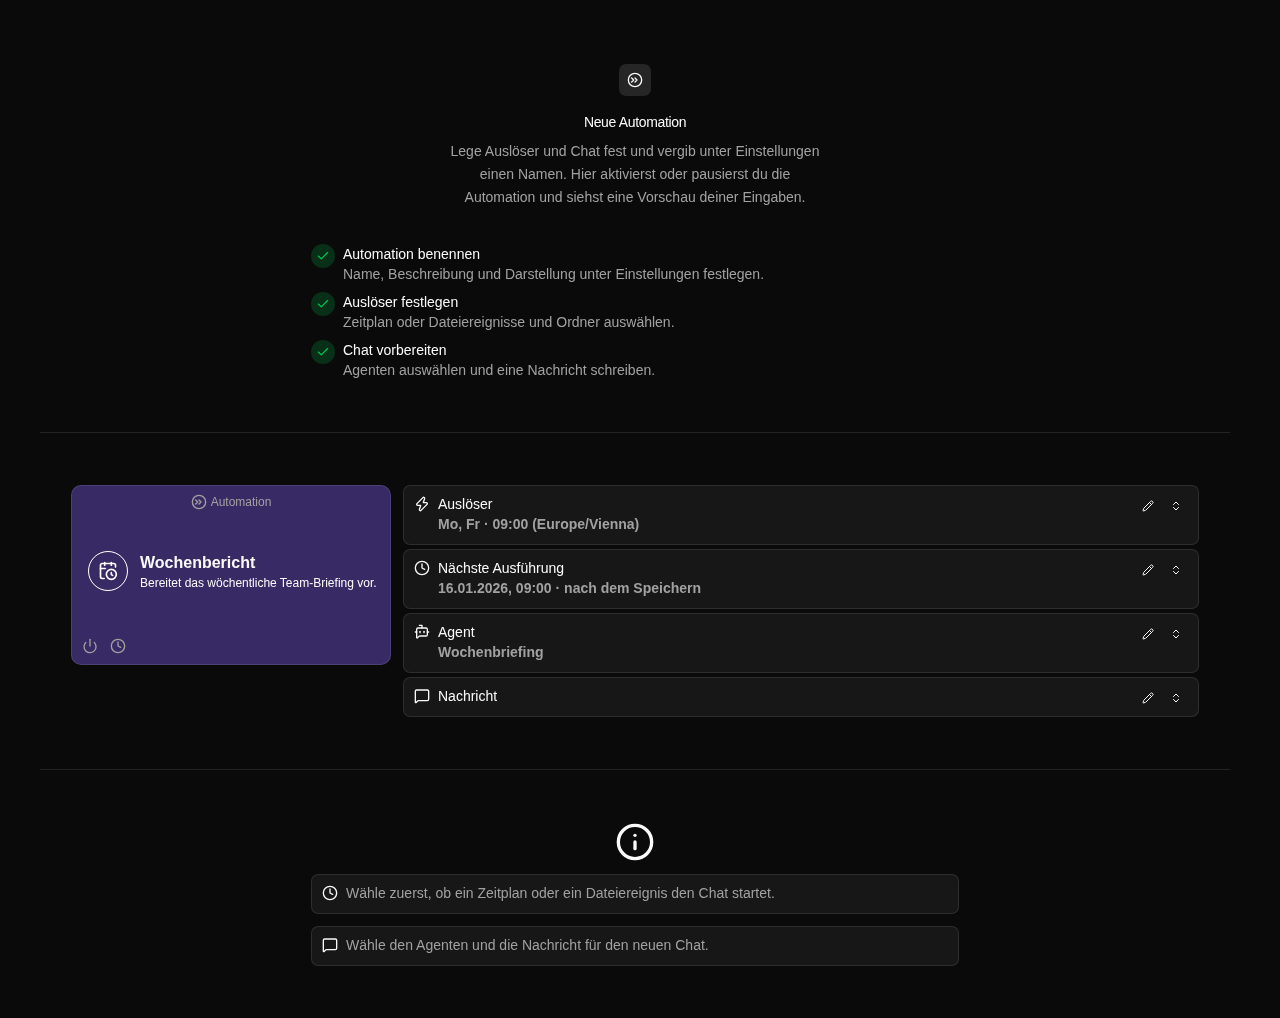 Neue Automation
Lege Auslöser und Chat fest und vergib unter Einstellungen
einen Namen. Hier aktivierst oder pausierst du die
Automation und siehst eine Vorschau deiner Eingaben.
Automation benennen
Name, Beschreibung und Darstellung unter Einstellungen festlegen.
Auslöser festlegen
Zeitplan oder Dateiereignisse und Ordner auswählen.
Chat vorbereiten
Agenten auswählen und eine Nachricht schreiben.
Automation
Wochenbericht
Bereitet das wöchentliche Team-Briefing vor.
Auslöser
Mo, Fr · 09:00 (Europe/Vienna)
Nächste Ausführung
16.01.2026, 09:00 · nach dem Speichern
Agent
Wochenbriefing
Nachricht
Wähle zuerst, ob ein Zeitplan oder ein Dateiereignis den Chat startet.
Wähle den Agenten und die Nachricht für den neuen Chat.